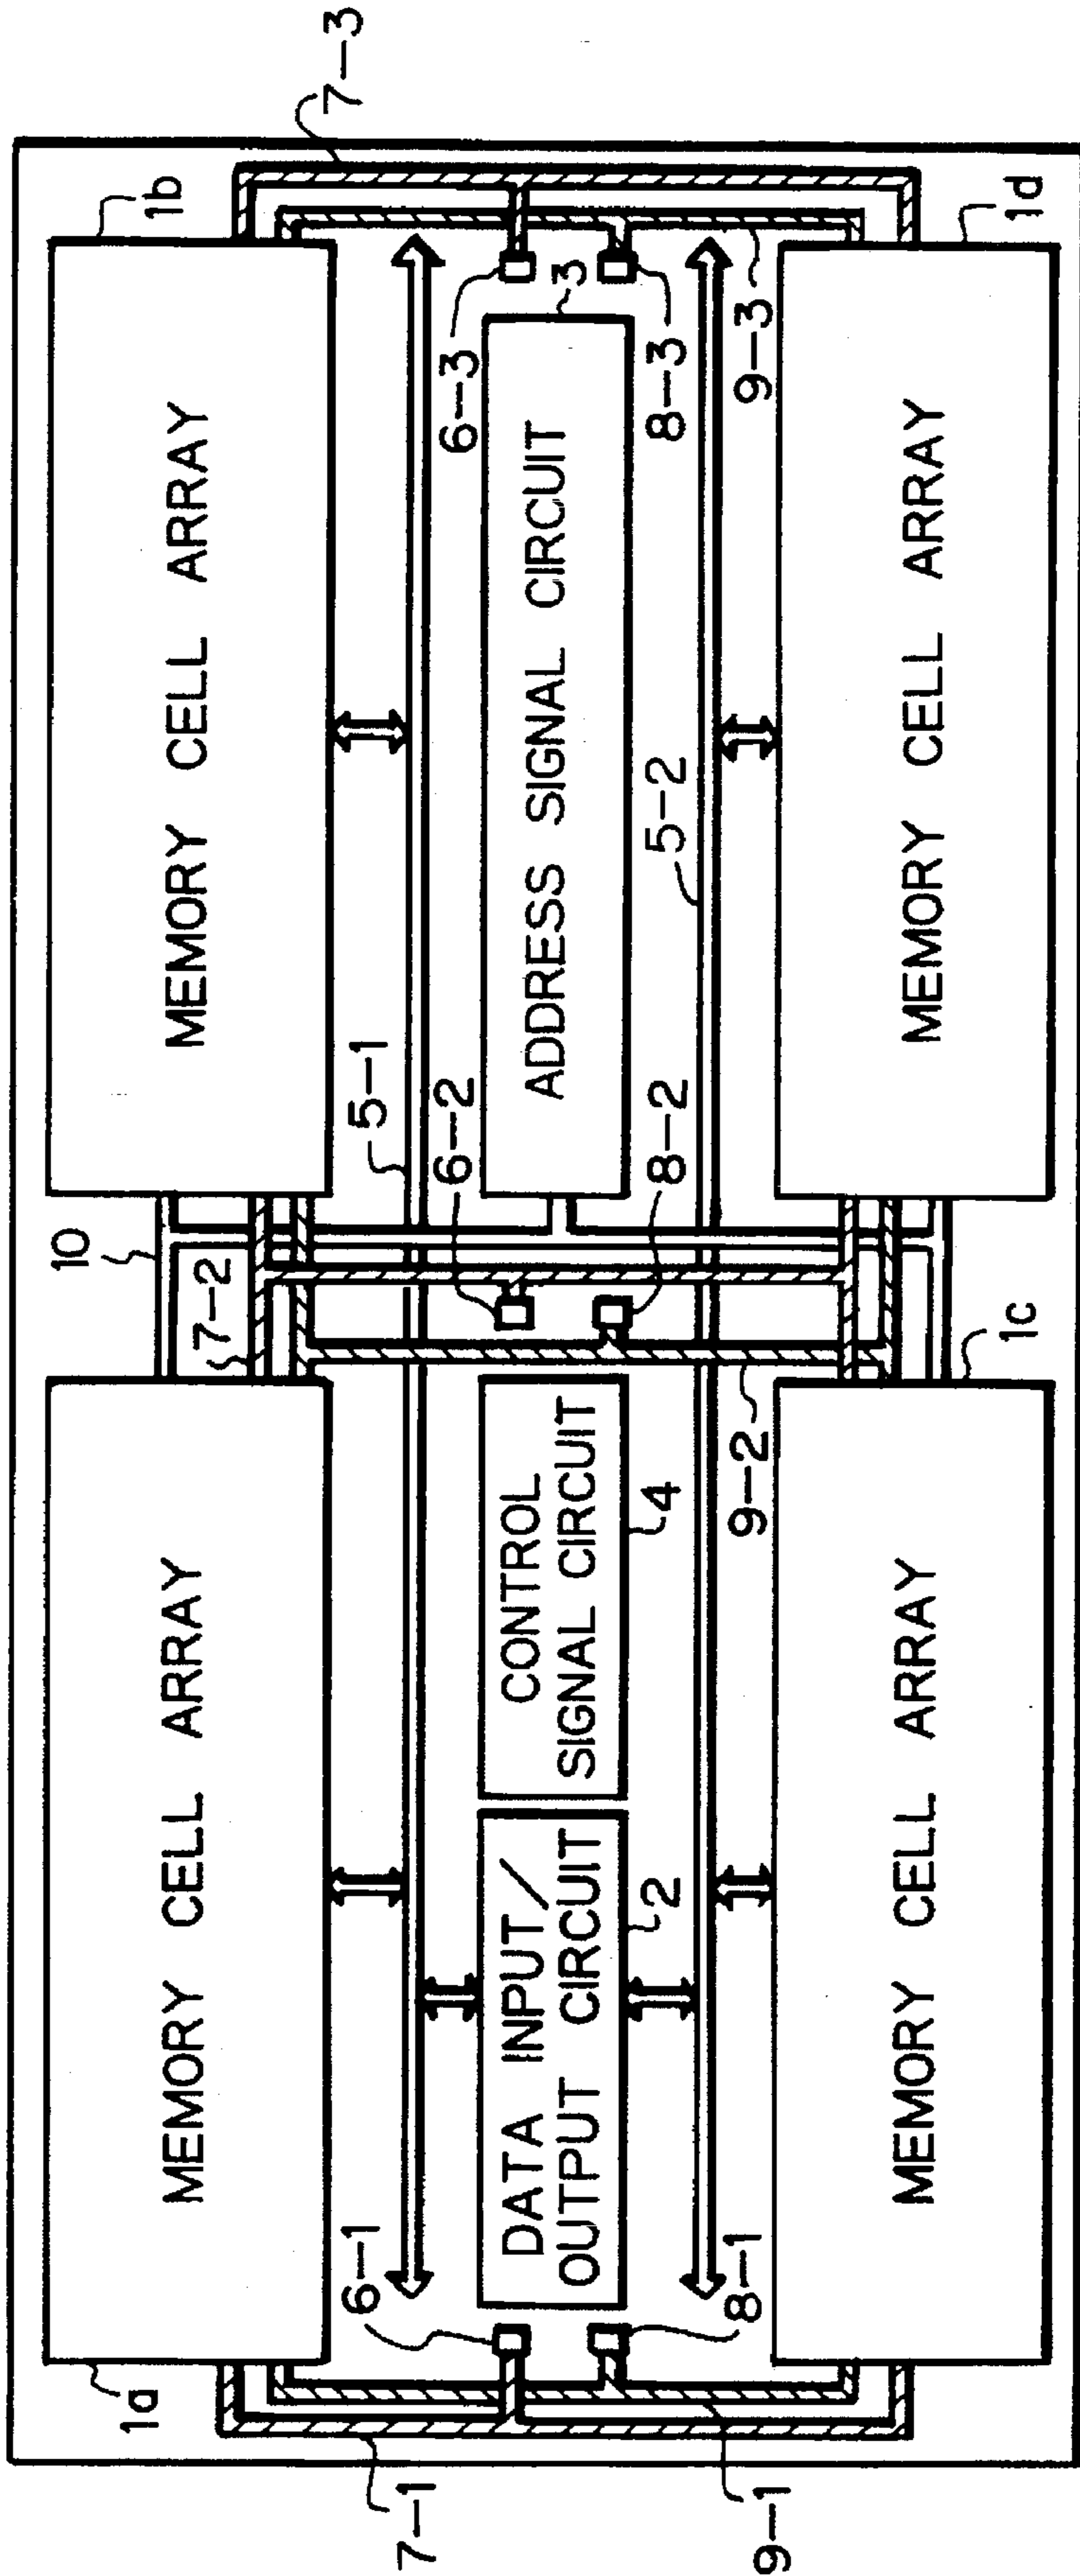 7-3
1b
1d
MEMORY CELL ARRAY
6-3
3
8-3
9-3
ADDRESS SIGNAL CIRCUIT
MEMORY CELL ARRAY
5-1
5-2
6-2
8-2
10
7-2
1c
9-2
MEMORY CELL ARRAY
CONTROL
SIGNAL CIRCUIT
4
DATA INPUT/
OUTPUT CIRCUIT
2
MEMORY CELL ARRAY
6-1
8-1
1a
7-1
9-1